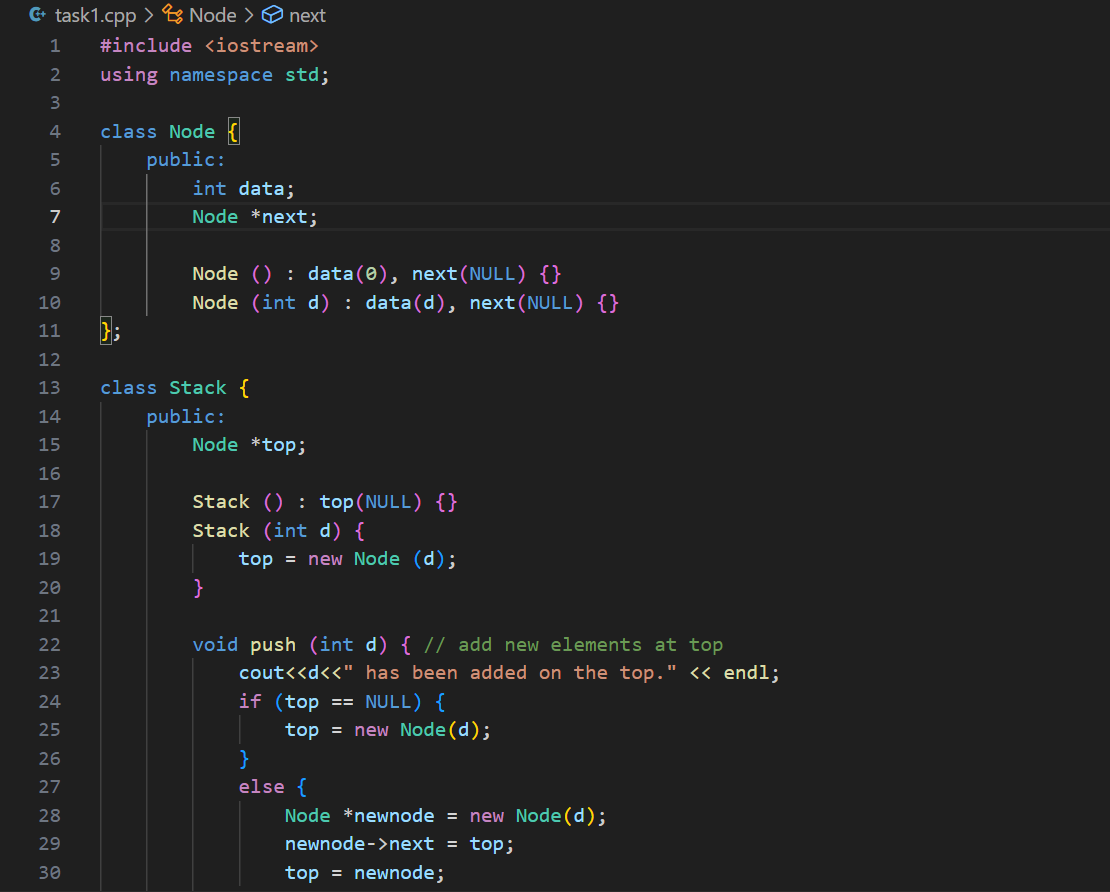 task1.cpp > Node > next
1 #include <iostream>
2 using namespace std;
3
4 class Node {
5     public:
6         int data;
7         Node *next;
8
9         Node () : data(0), next(NULL) {}
10         Node (int d) : data(d), next(NULL) {}
11 };
12
13 class Stack {
14     public:
15         Node *top;
16
17         Stack () : top(NULL) {}
18         Stack (int d) {
19             top = new Node (d);
20         }
21
22         void push (int d) { // add new elements at top
23             cout<<d<<" has been added on the top." << endl;
24             if (top == NULL) {
25                 top = new Node(d);
26             }
27             else {
28                 Node *newnode = new Node(d);
29                 newnode->next = top;
30                 top = newnode;